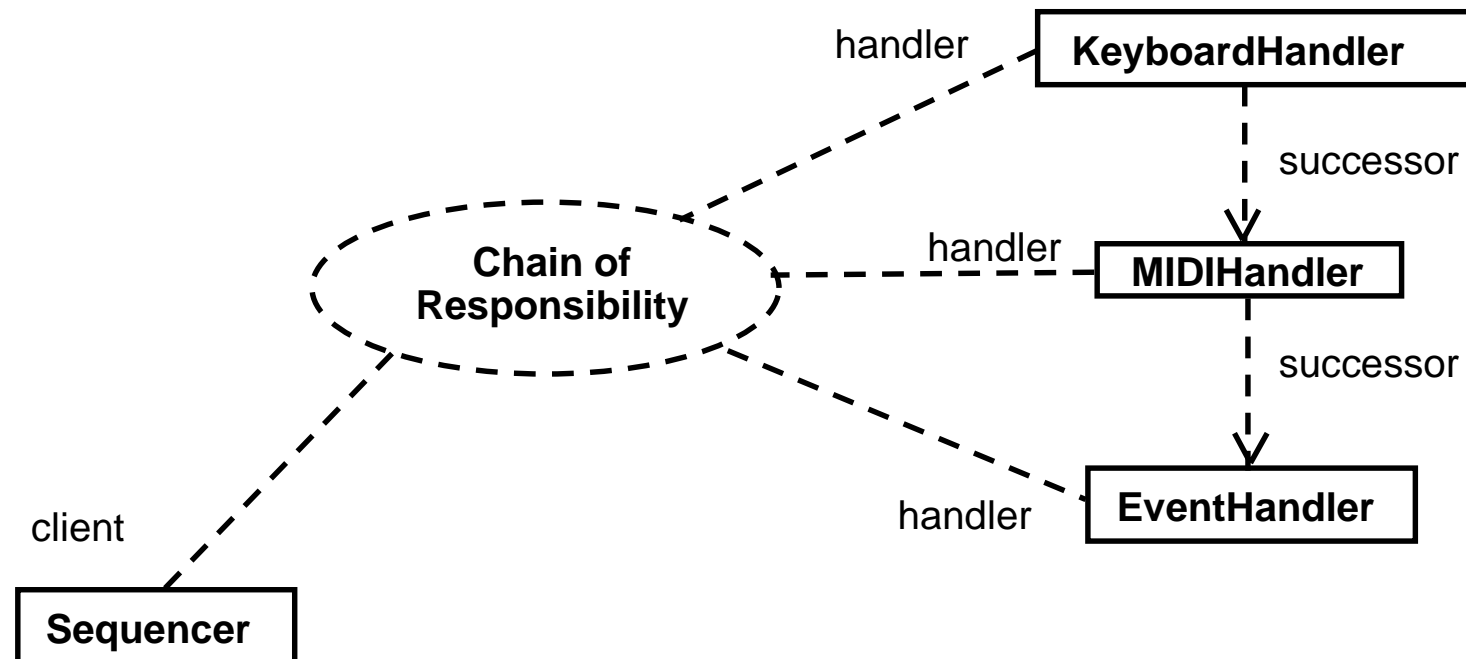 handler
KeyboardHandler
successor
handler
Chain of
Responsibility
MIDIHandler
successor
handler
EventHandler
client
Sequencer